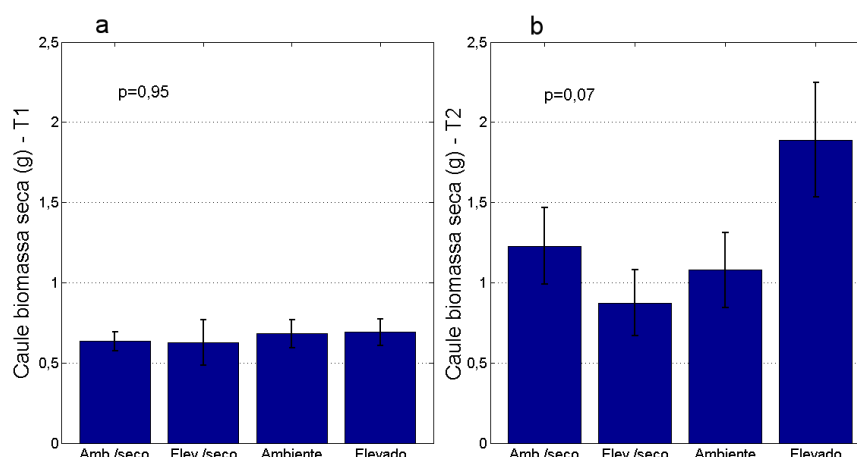 a
2,5
2
1,5
1
0,5
0
p=0,95
Caule biomassa seca (g) - T1
Amb./seco
Elev./seco
Ambiente
Elevado
b
2,5
2
1,5
1
0,5
0
p=0,07
Caule biomassa seca (g) - T2
Amb./seco
Elev./seco
Ambiente
Elevado